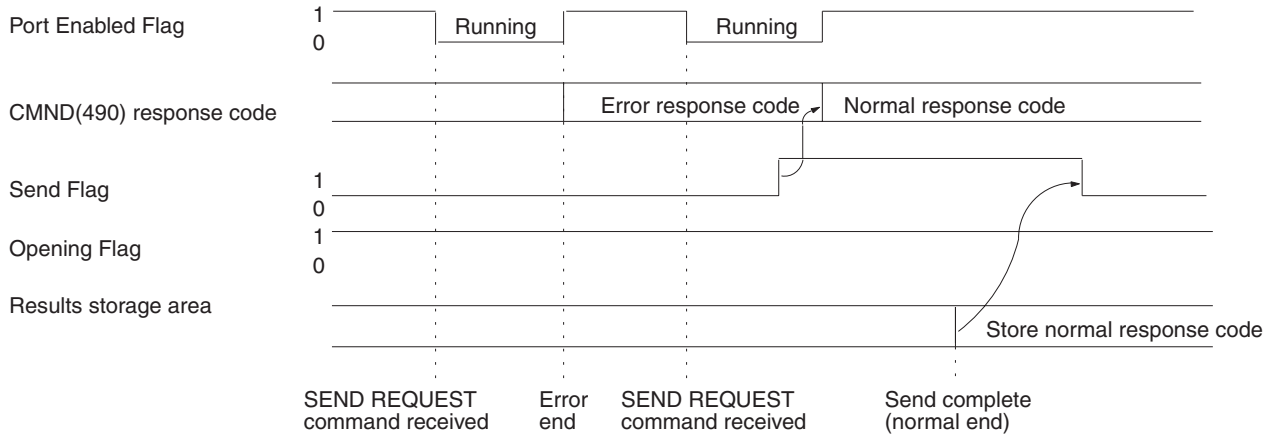 Port Enabled Flag
1
0
Running
Running
CMND(490) response code
Error response code
Normal response code
Send Flag
1
0
Opening Flag
1
0
Results storage area
Store normal response code
SEND REQUEST
command received
Error
end
SEND REQUEST
command received
Send complete
(normal end)